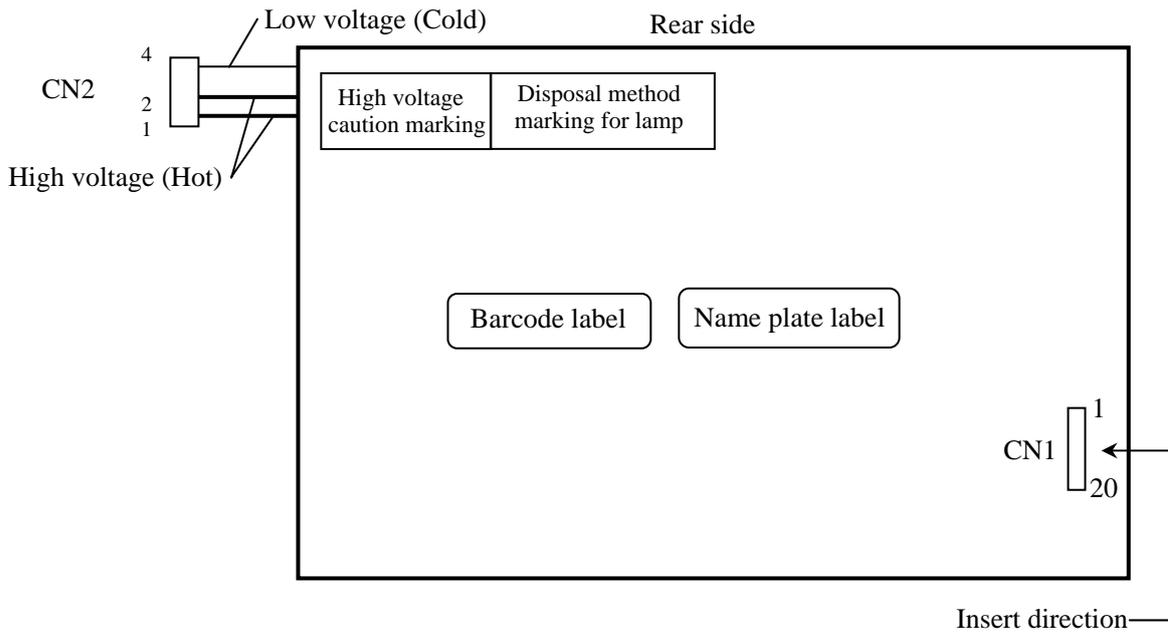 Low voltage (Cold)
Rear side
4
CN2
2
1
High voltage
caution marking
Disposal method
marking for lamp
High voltage (Hot)
Barcode label
Name plate label
1
CN1
20
Insert direction